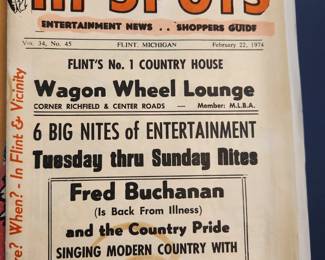 HI-SPOTS
ENTERTAINMENT NEWS . . SHOPPERS GUIDE
VOL. 34, NO. 45 FLINT, MICHIGAN February 22, 1974
FLINT'S No. 1 COUNTRY HOUSE
Wagon Wheel Lounge
CORNER RICHFIELD & CENTER ROADS — Member: M.L.B.A.
6 BIG NITES of ENTERTAINMENT
Tuesday thru Sunday Nites
Fred Buchanan
(Is Back From Illness)
and the Country Pride
SINGING MODERN COUNTRY WITH
When? - In Flint & Vicinity